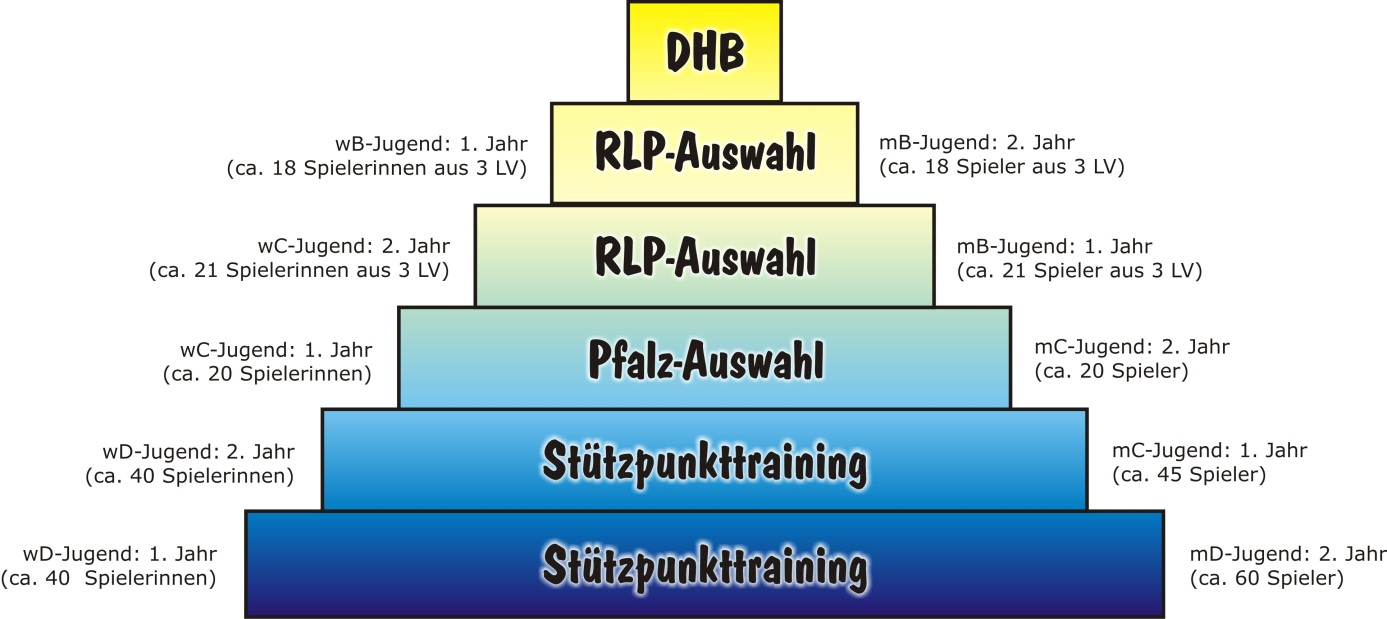 DHB
wB-Jugend: 1. Jahr
(ca. 18 Spielerinnen aus 3 LV)
RLP-Auswahl
mB-Jugend: 2. Jahr
(ca. 18 Spieler aus 3 LV)
wC-Jugend: 2. Jahr
(ca. 21 Spielerinnen aus 3 LV)
RLP-Auswahl
mB-Jugend: 1. Jahr
(ca. 21 Spieler aus 3 LV)
wC-Jugend: 1. Jahr
(ca. 20 Spielerinnen)
Pfalz-Auswahl
mC-Jugend: 2. Jahr
(ca. 20 Spieler)
wD-Jugend: 2. Jahr
(ca. 40 Spielerinnen)
Stützpunkttraining
mC-Jugend: 1. Jahr
(ca. 45 Spieler)
wD-Jugend: 1. Jahr
(ca. 40 Spielerinnen)
Stützpunkttraining
mD-Jugend: 2. Jahr
(ca. 60 Spieler)